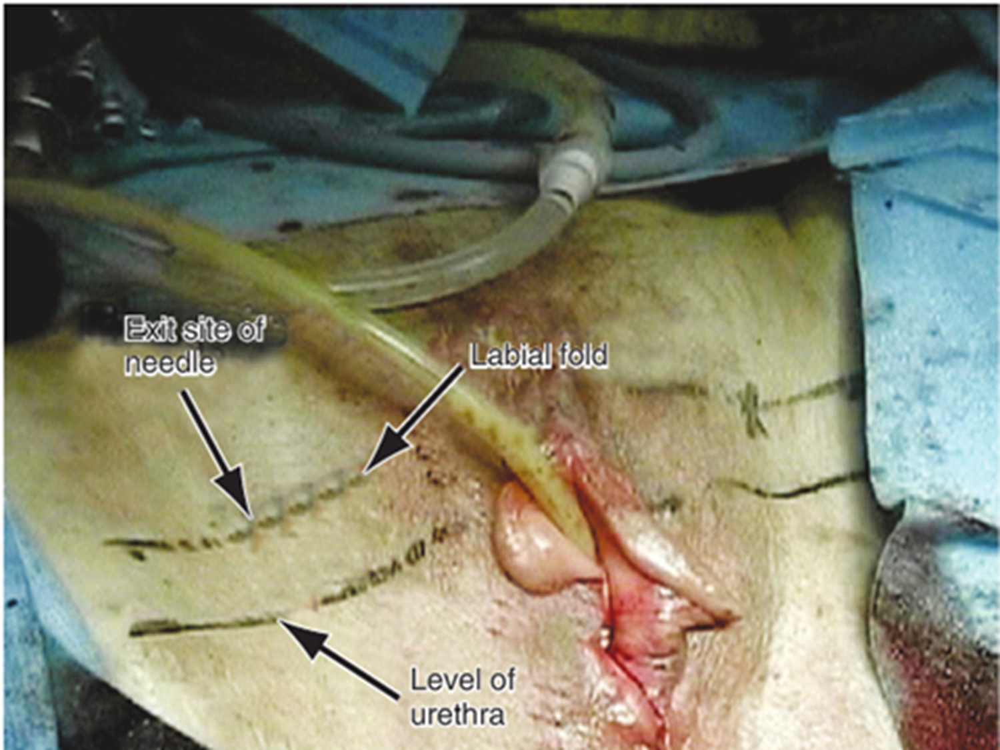 Exit site of
needle
Labial fold
Level of
urethra